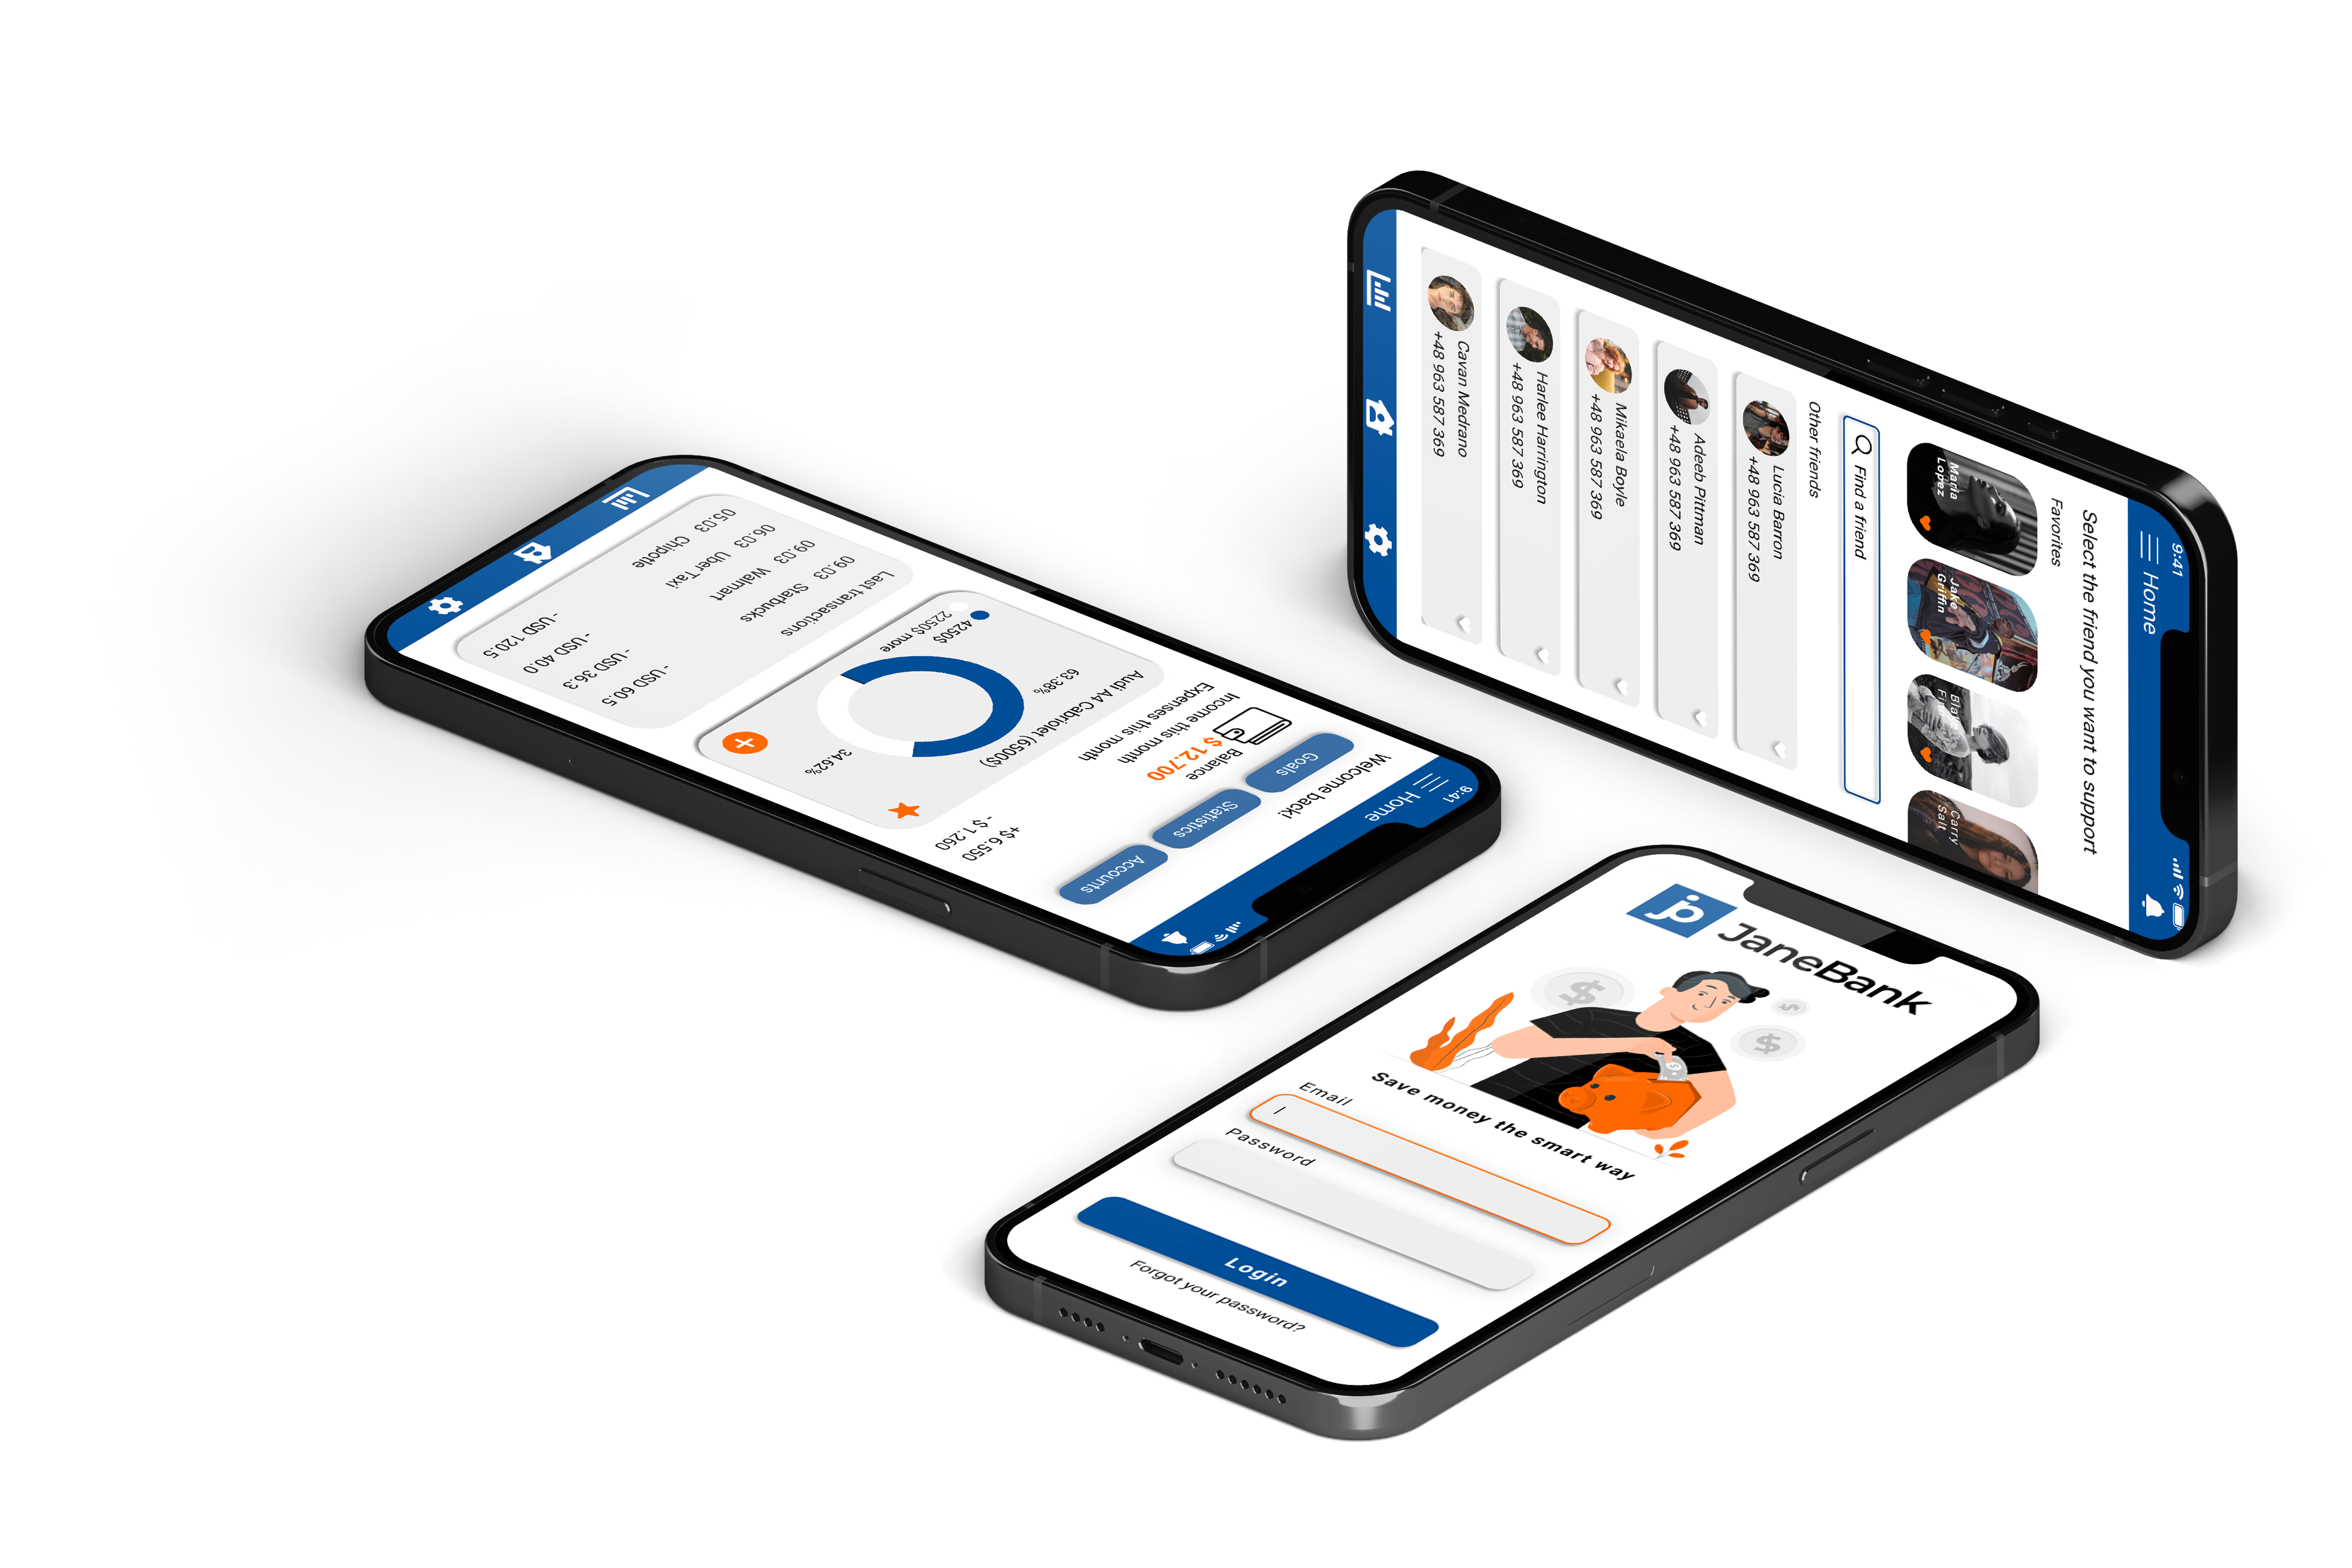 9:41
Home
Welcome back!
Goals
Statistics
Accounts
Balance
$ 12.700
Income this month
+$ 6.550
Expenses this month
-$ 1.260
Audi A4 Cabriolet (6500$)
63.38%
34.62%
4250$
2250$ more
Last transactions
09.03 Starbucks -USD 60.5
09.03 Walmart -USD 36.3
06.03 Uber Taxi -USD 40.0
05.03 Chipotle -USD 120.5
9:41
Home
Select the friend you want to support
Favorites
Maria
Lopez
Jake
Griffin
Carry
Salt
Find a friend
Other friends
Lucia Barron
+48 963 587 369
Adeeb Pittman
+48 963 587 369
Mikaela Boyle
+48 963 587 369
Harlee Harrington
+48 963 587 369
Cavan Medrano
+48 963 587 369
jb JaneBank
Save money the smart way
Email
Password
Login
Forgot your password?